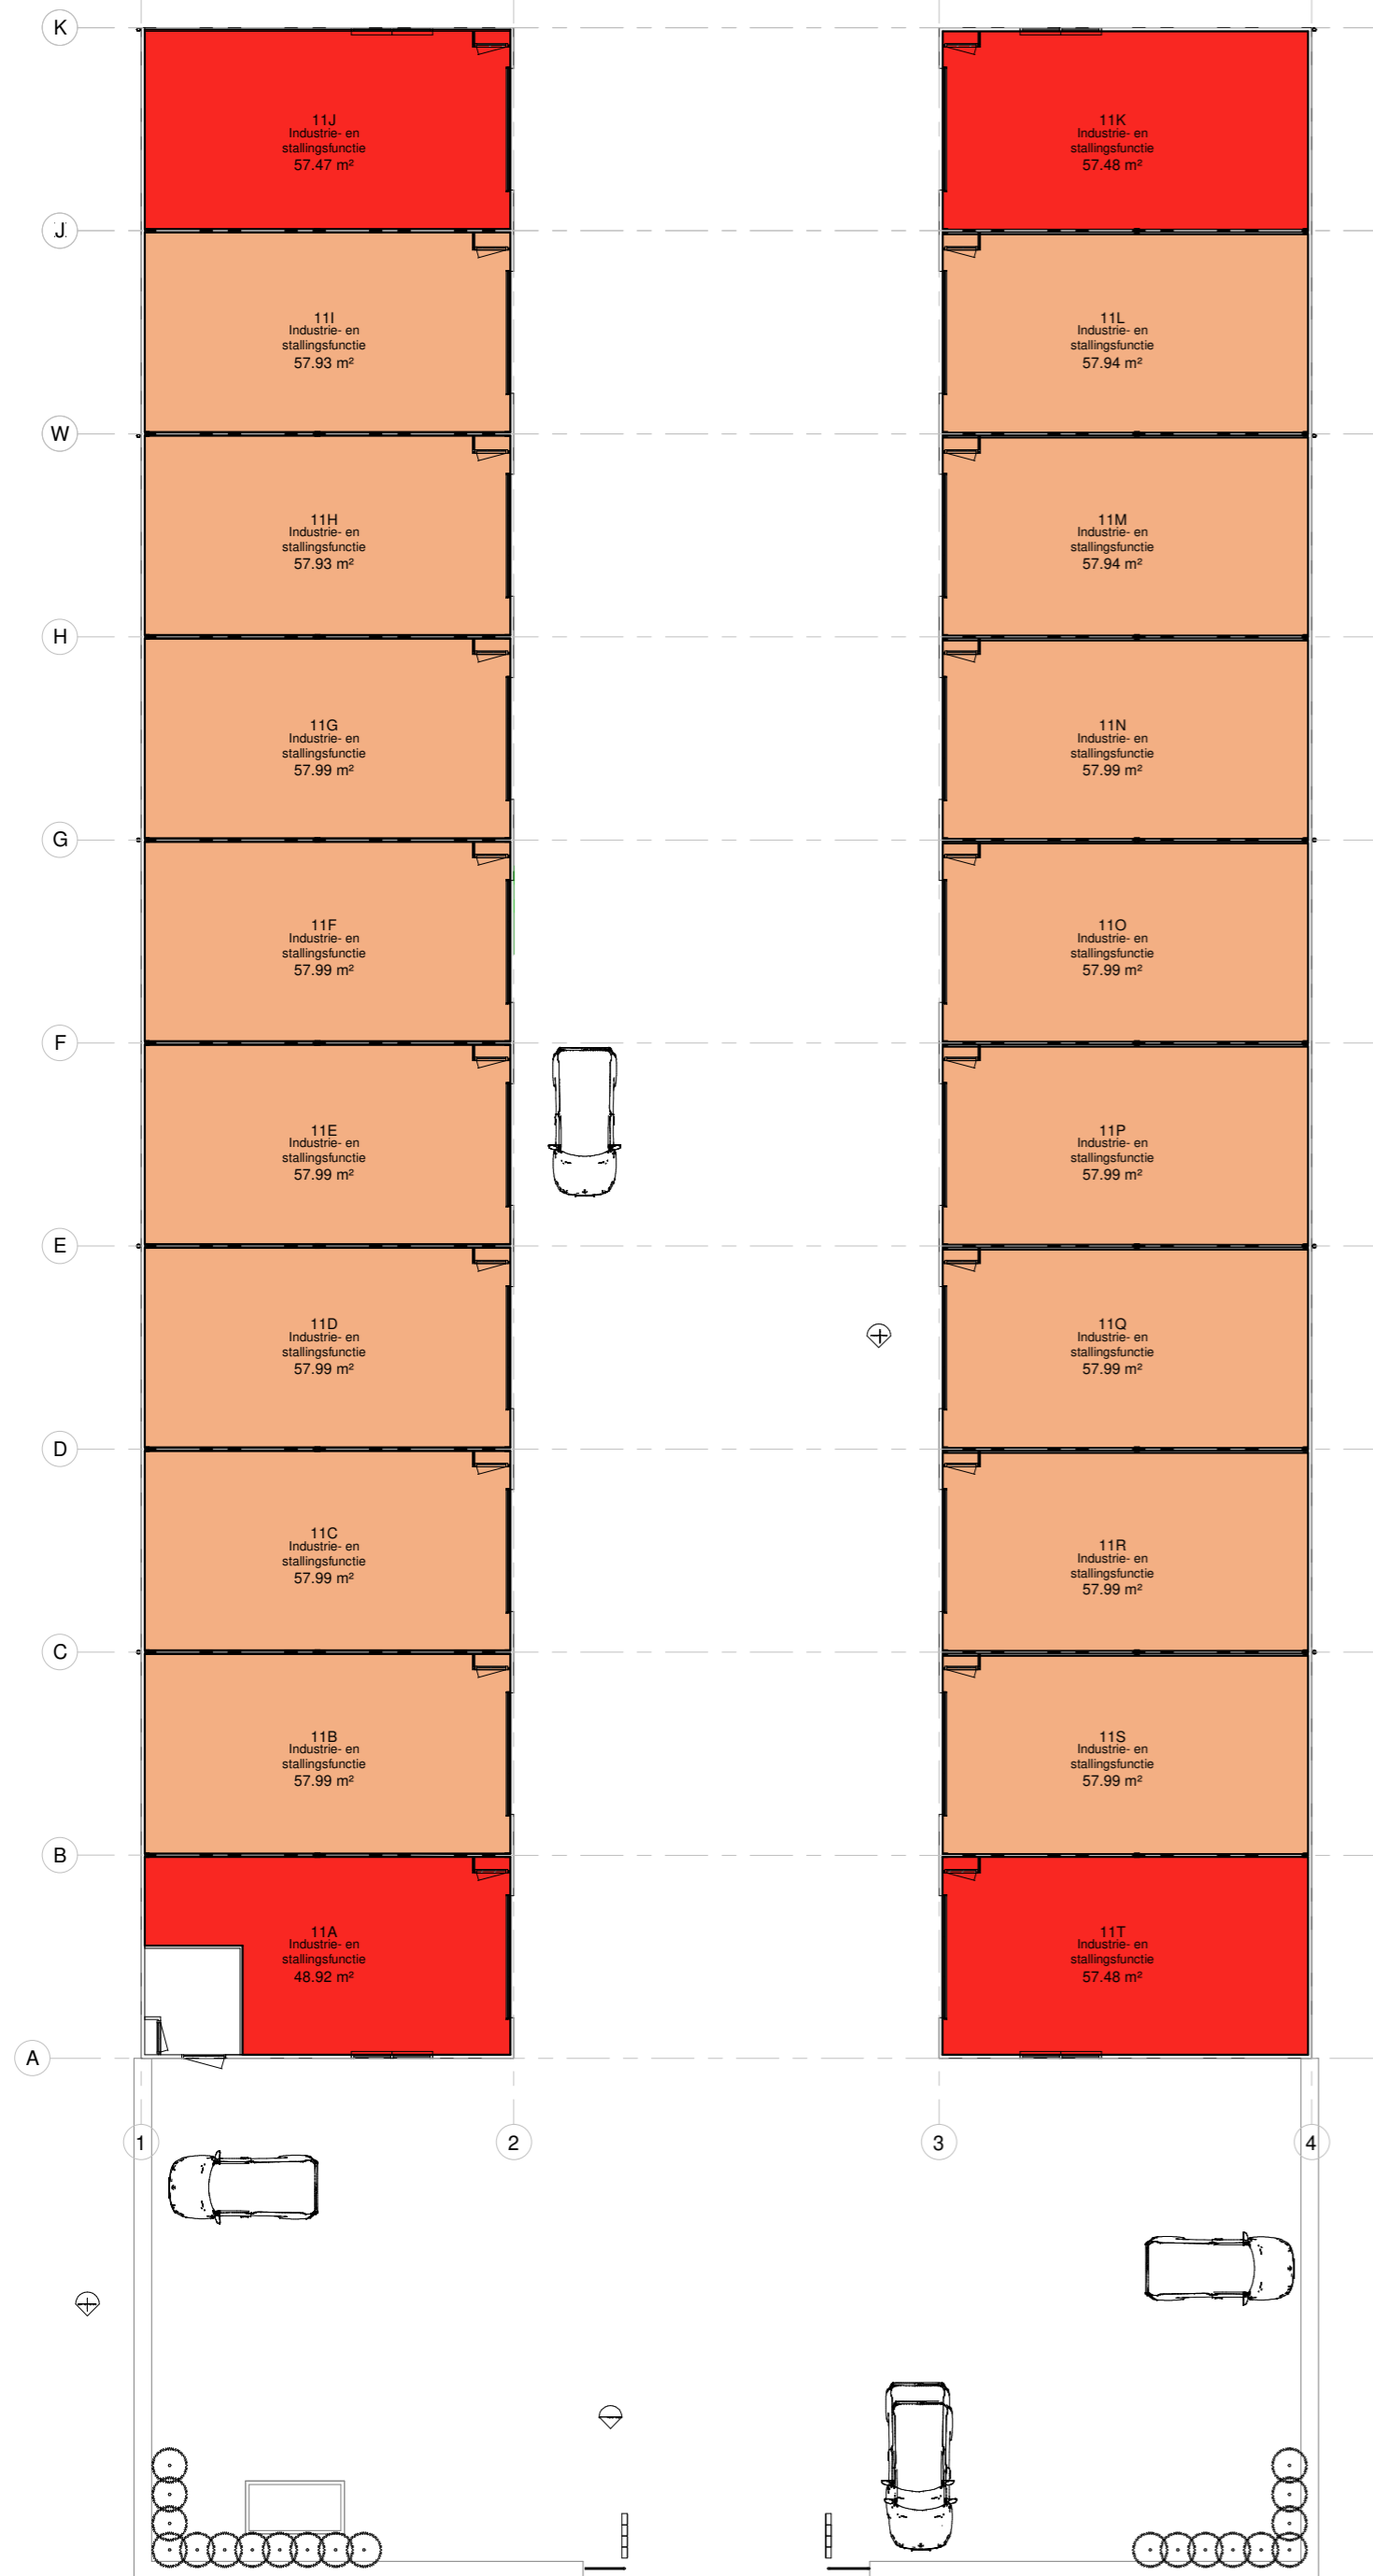 K
11J
Industrie- en
stallingsfunctie
57.47 m²
11K
Industrie- en
stallingsfunctie
57.48 m²
J
11I
Industrie- en
stallingsfunctie
57.93 m²
11L
Industrie- en
stallingsfunctie
57.94 m²
W
11H
Industrie- en
stallingsfunctie
57.93 m²
11M
Industrie- en
stallingsfunctie
57.94 m²
H
11G
Industrie- en
stallingsfunctie
57.99 m²
11N
Industrie- en
stallingsfunctie
57.99 m²
G
11F
Industrie- en
stallingsfunctie
57.99 m²
11O
Industrie- en
stallingsfunctie
57.99 m²
F
11E
Industrie- en
stallingsfunctie
57.99 m²
11P
Industrie- en
stallingsfunctie
57.99 m²
E
11D
Industrie- en
stallingsfunctie
57.99 m²
11Q
Industrie- en
stallingsfunctie
57.99 m²
D
11C
Industrie- en
stallingsfunctie
57.99 m²
11R
Industrie- en
stallingsfunctie
57.99 m²
C
11B
Industrie- en
stallingsfunctie
57.99 m²
11S
Industrie- en
stallingsfunctie
57.99 m²
B
11A
Industrie- en
stallingsfunctie
48.92 m²
11T
Industrie- en
stallingsfunctie
57.48 m²
A
1
2
3
4